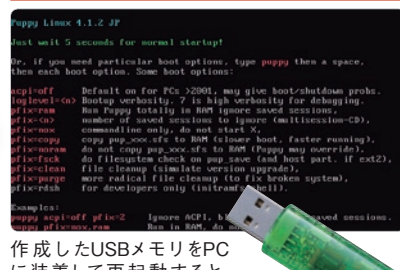 Puppy Linux 4.1.2 JP
Just wait 5 seconds for normal startup!
Or, if you need particular boot options, type puppy then a space,
then each boot option. Some boot options:
acpi=off Default on for PCs >2001, may give boot/shutdown probs.
loglevel=<n> Bootup verbosity. 7 is high verbosity for debugging.
pfix=ram Run Puppy totally in RAM ignore saved sessions.
pfix=<n> number of saved sessions to ignore (multisession-CD),
pfix=nox commandline only, do not start X,
pfix=copy copy pup_xxx.sfs to RAM (slower boot, faster running),
pfix=noram do not copy pup_xxx.sfs to RAM (Puppy may override),
pfix=fsck do filesystem check on pup_save (and host part. if ext2),
pfix=clean file cleanup (simulate version upgrade),
pfix=purge more radical file cleanup (to fix broken system),
pfix=rdsh for developers only (initramfs shell).
Examples:
puppy acpi=off pfix=2 Ignore ACPI, saved sessions.
puppy pfix=nox,ram Run in RAM, do
作成したUSBメモリをPC
に装着して再起動すると